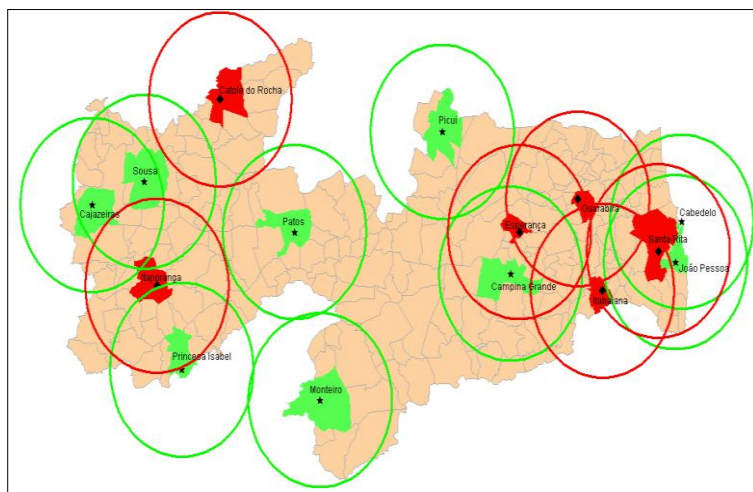 Catolé do Rocha
Picuí
Sousa
Cajazeiras
Patos
Guarabira
Esperança
Cabedelo
Santa Rita
João Pessoa
Itaporanga
Campina Grande
Itabaiana
Princesa Isabel
Monteiro